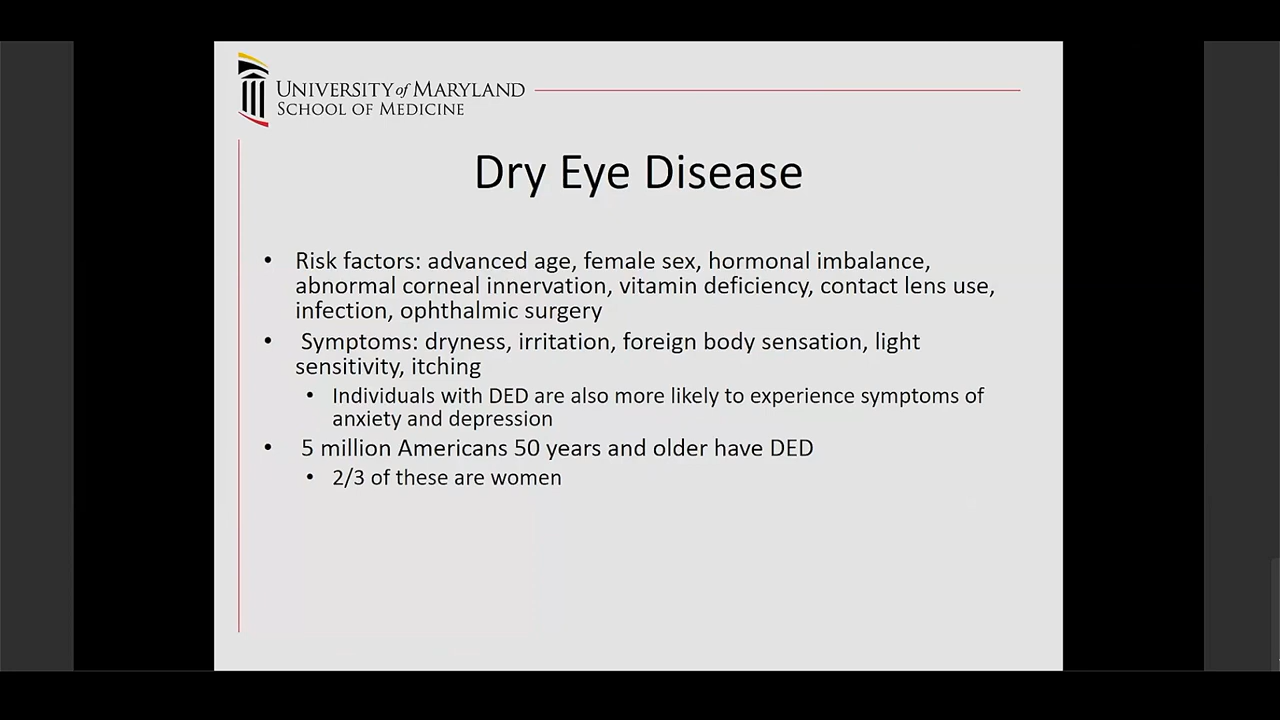 UNIVERSITY of MARYLAND
SCHOOL OF MEDICINE
Dry Eye Disease
• Risk factors: advanced age, female sex, hormonal imbalance,
abnormal corneal innervation, vitamin deficiency, contact lens use,
infection, ophthalmic surgery
• Symptoms: dryness, irritation, foreign body sensation, light
sensitivity, itching
• Individuals with DED are also more likely to experience symptoms of
anxiety and depression
• 5 million Americans 50 years and older have DED
• 2/3 of these are women